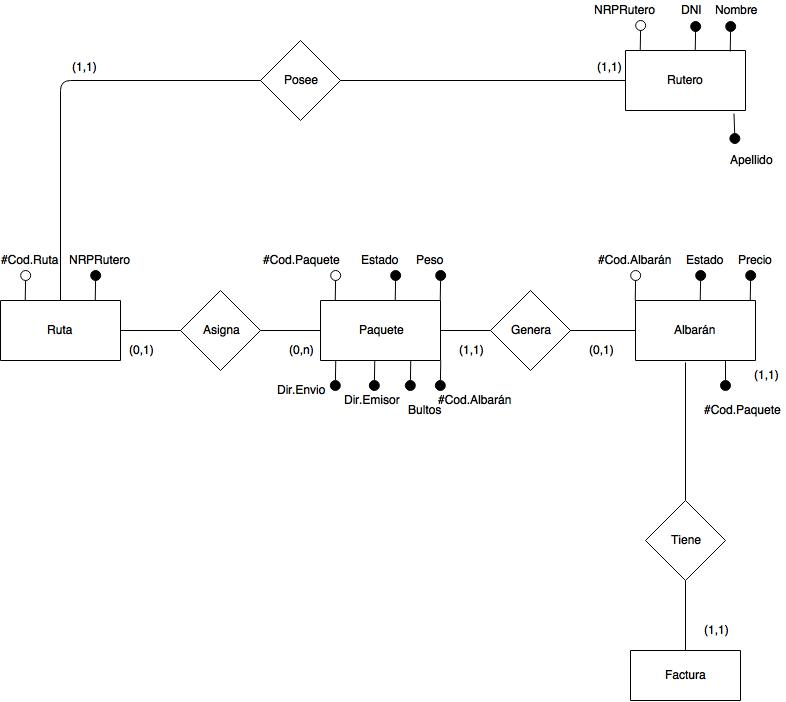 NRPRutero DNI Nombre
(1,1) Posee (1,1) Rutero
Apellido
#Cod.Ruta NRPRutero #Cod.Paquete Estado Peso #Cod.Albarán Estado Precio
Ruta Asigna Paquete Genera Albarán
(0,1) (0,n) (1,1) (0,1)
(1,1)
Dir.Envio Dir.Emisor #Cod.Albarán
Bultos #Cod.Paquete
Tiene
(1,1)
Factura